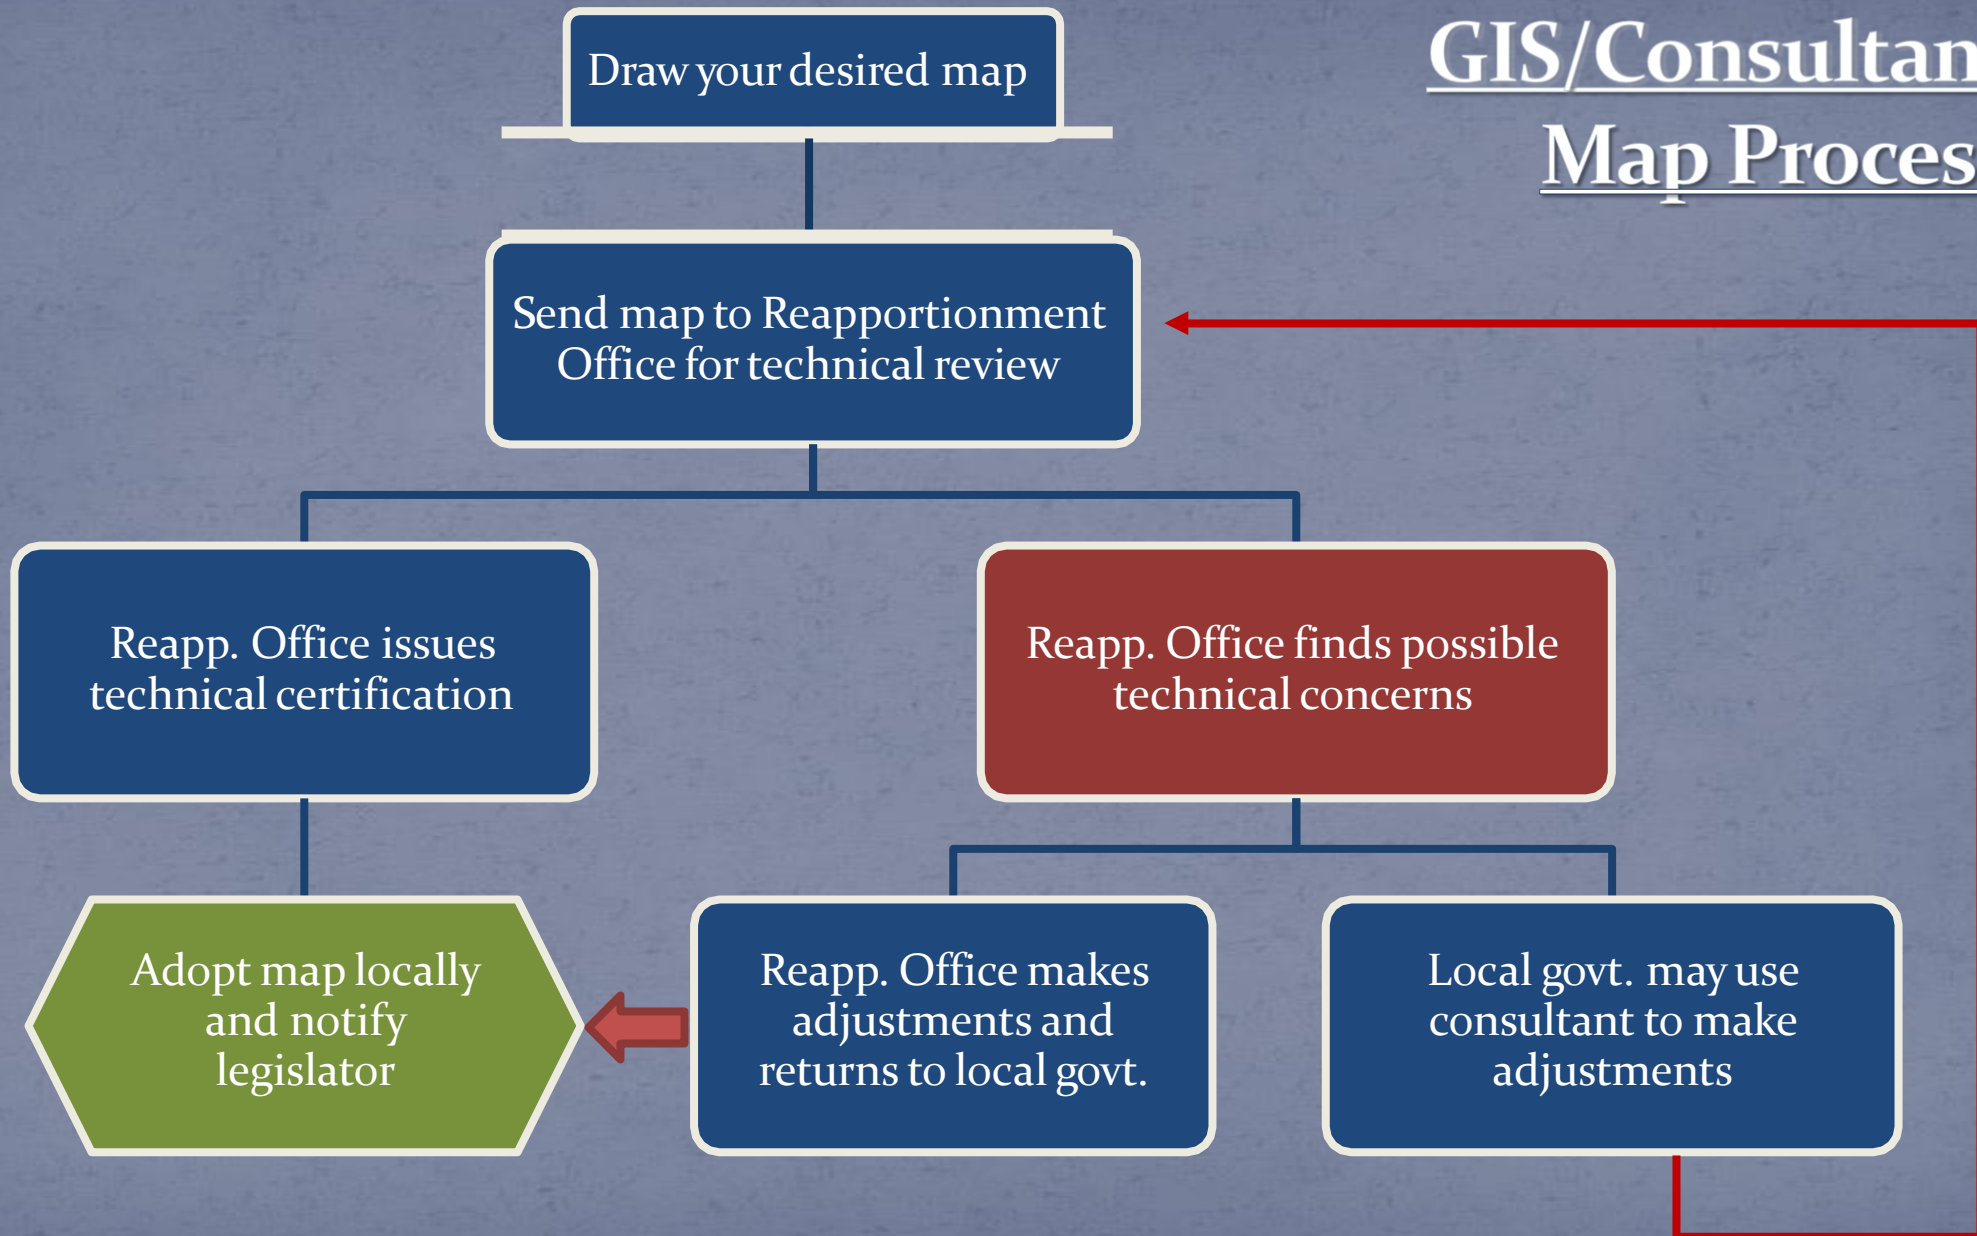 GIS/Consultan
Map Proces
Draw your desired map
Send map to Reapportionment
Office for technical review
Reapp. Office issues
technical certification
Reapp. Office finds possible
technical concerns
Adopt map locally
and notify
legislator
Reapp. Office makes
adjustments and
returns to local govt.
Local govt. may use
consultant to make
adjustments